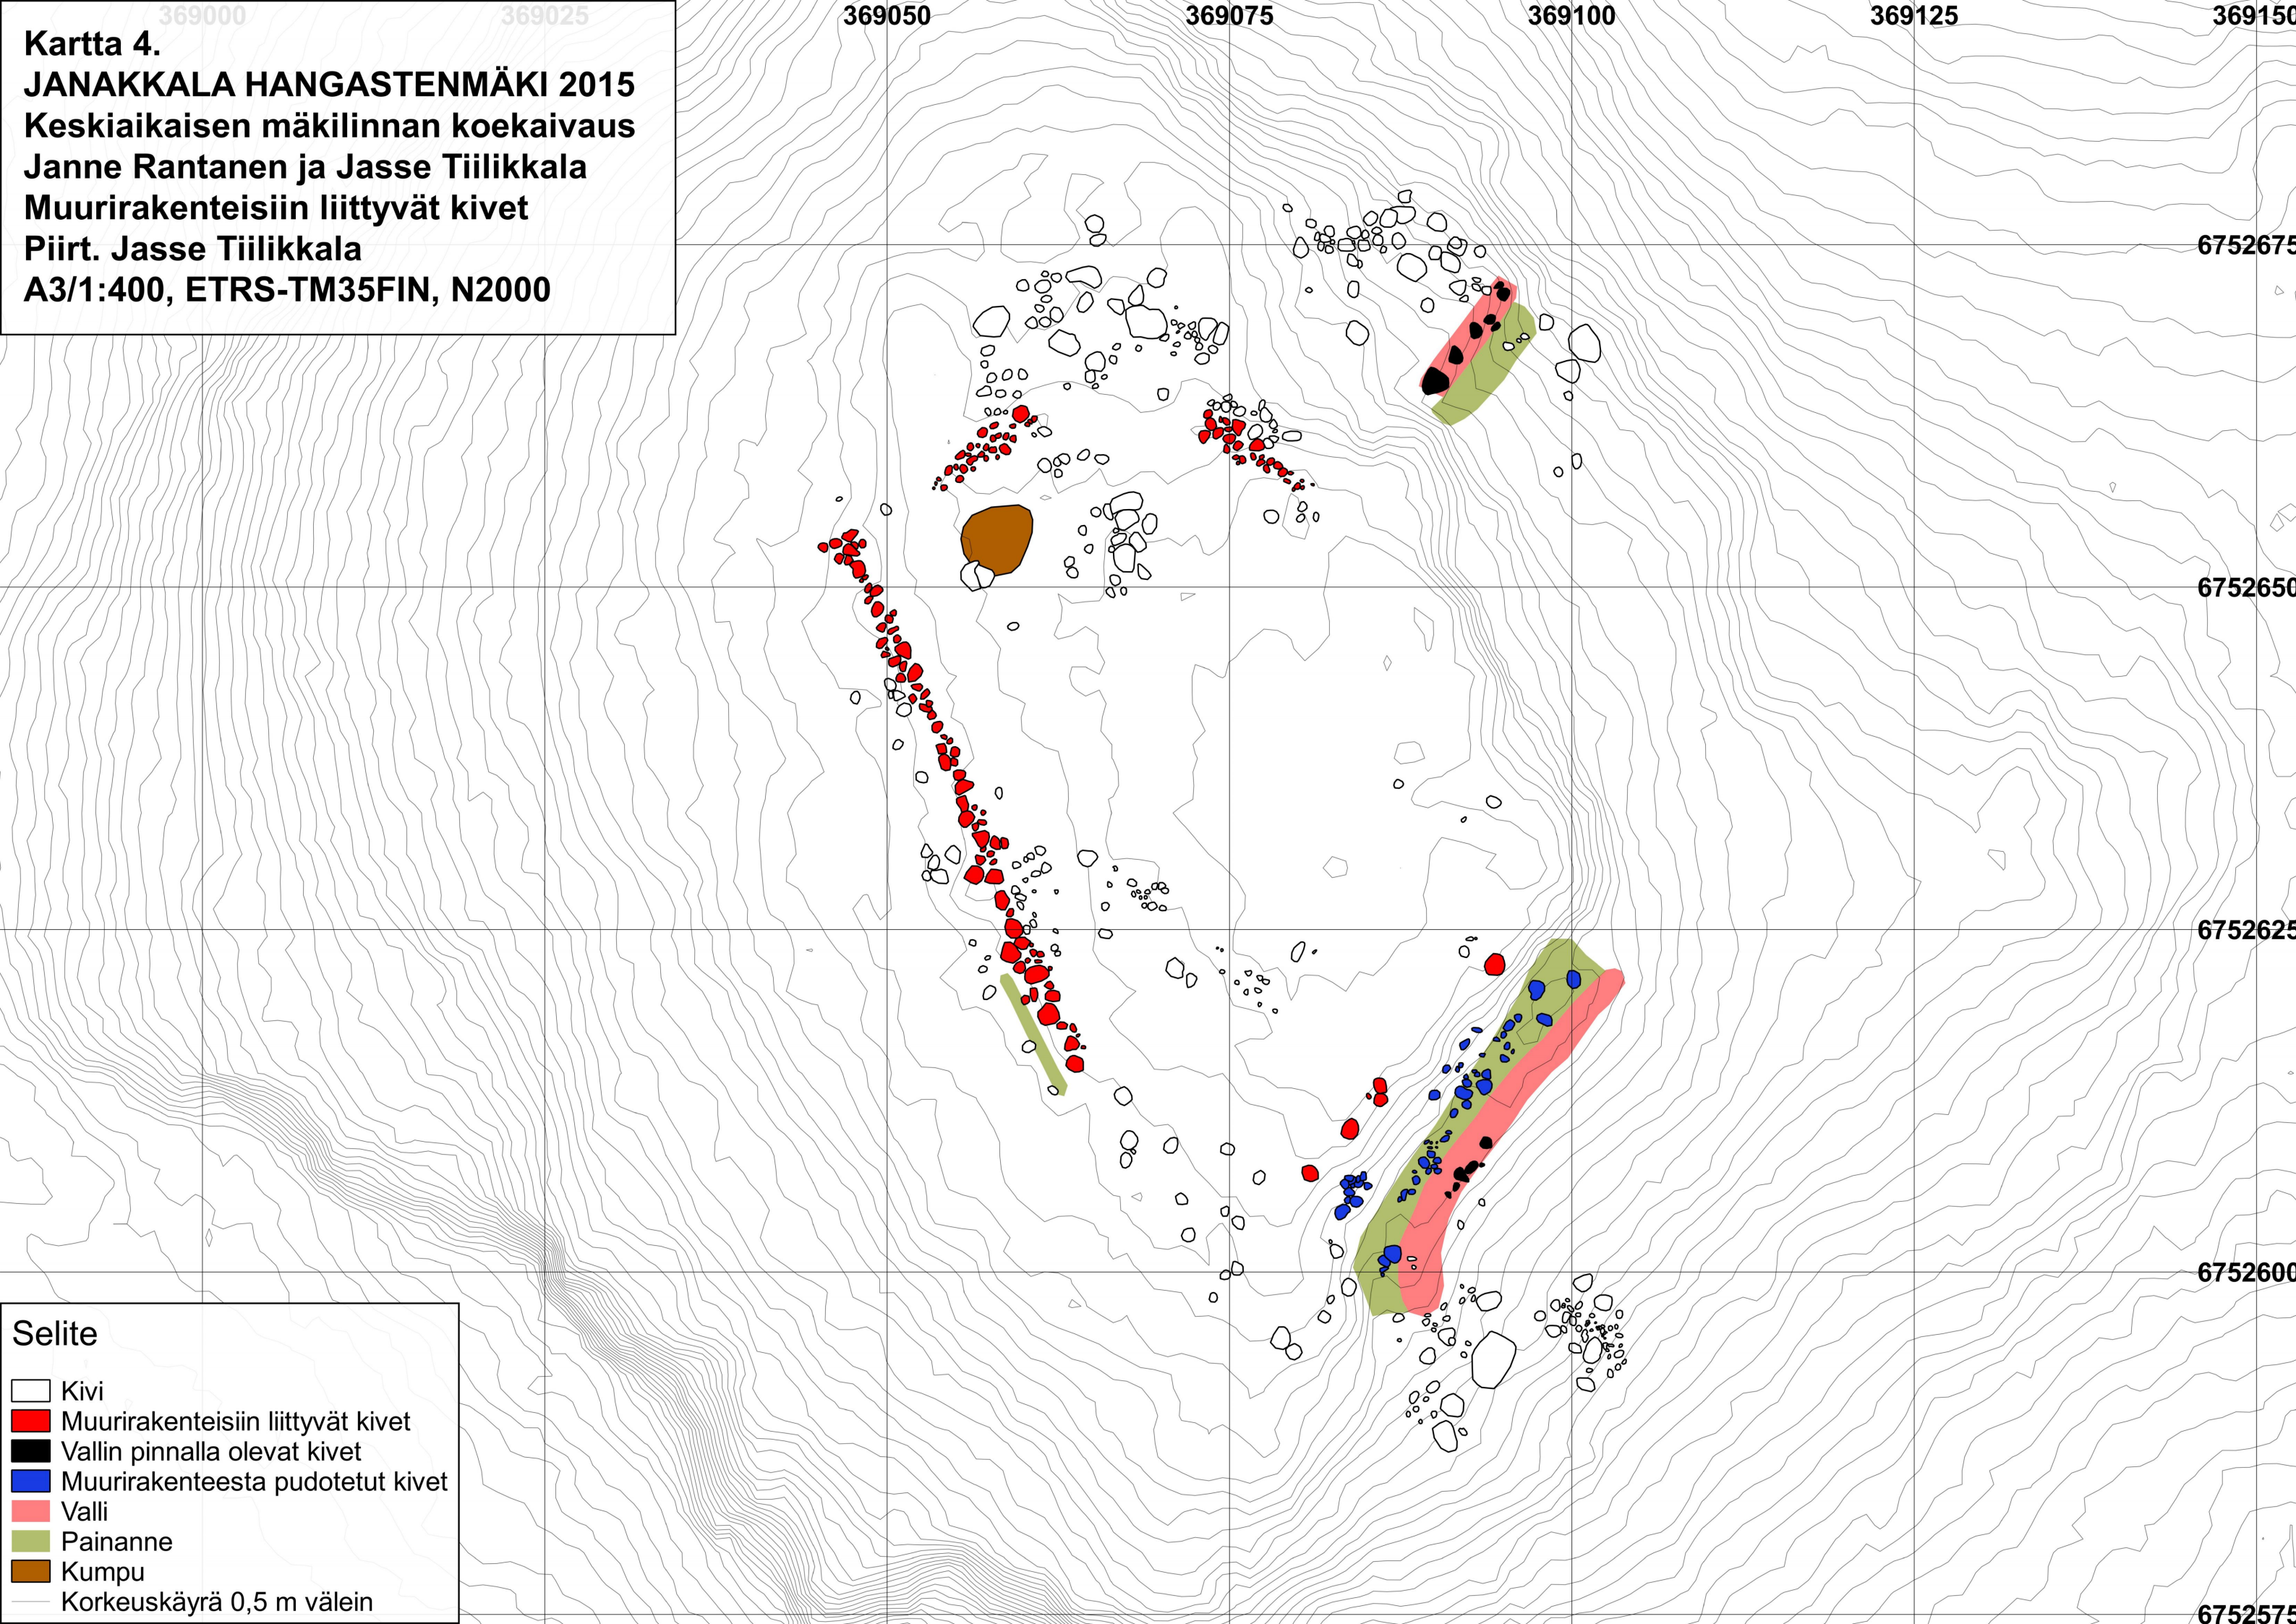 369000 369025 369050 369075 369100 369125 369150
Kartta 4.
JANAKKALA HANGASTENMÄKI 2015
Keskiaikaisen mäkilinnan koekaivaus
Janne Rantanen ja Jasse Tiilikkala
Muurirakenteisiin liittyvät kivet
Piirt. Jasse Tiilikkala
A3/1:400, ETRS-TM35FIN, N2000
6752675
6752650
6752625
6752600
6752575
Selite
Kivi
Muurirakenteisiin liittyvät kivet
Vallin pinnalla olevat kivet
Muurirakenteesta pudotetut kivet
Valli
Painanne
Kumpu
Korkeuskäyrä 0,5 m välein